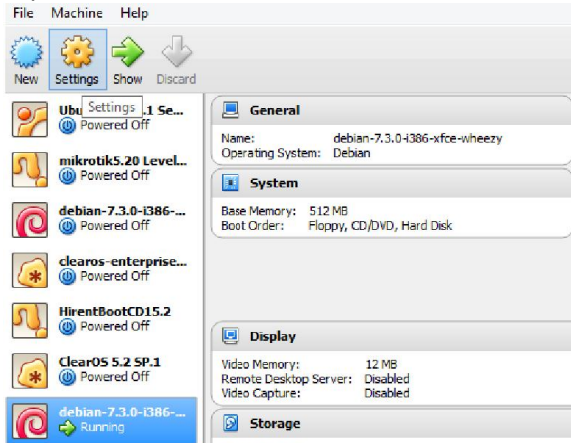 File Machine Help
New Settings Show Discard
Settings
Ubu .1 Se...
Powered Off
mikrotik5.20 Level...
Powered Off
debian-7.3.0-i386-...
Powered Off
clearos-enterprise...
Powered Off
HirentBootCD15.2
Powered Off
ClearOS 5.2 SP.1
Powered Off
debian-7.3.0-i386-...
Running
General
Name: debian-7.3.0-i386-xfce-wheezy
Operating System: Debian
System
Base Memory: 512 MB
Boot Order: Floppy, CD/DVD, Hard Disk
Display
Video Memory: 12 MB
Remote Desktop Server: Disabled
Video Capture: Disabled
Storage